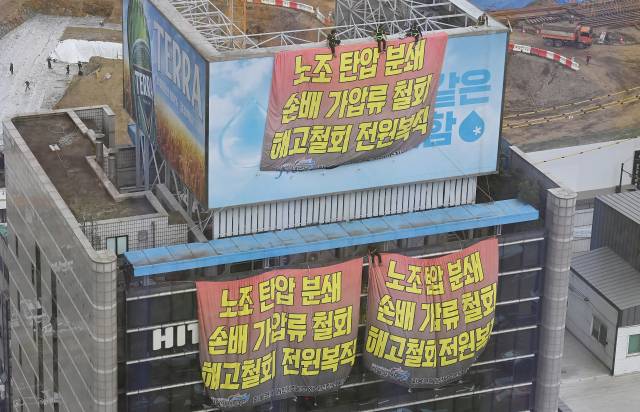 TERRA
같은
함
노조 탄압 분쇄
손배 가압류 철회
해고철회 전원복직
HIT
노조 탄압 분쇄
손배 가압류 철회
해고철회 전원복직
노조 탄압 분쇄
손배 가압류 철회
해고철회 전원복직